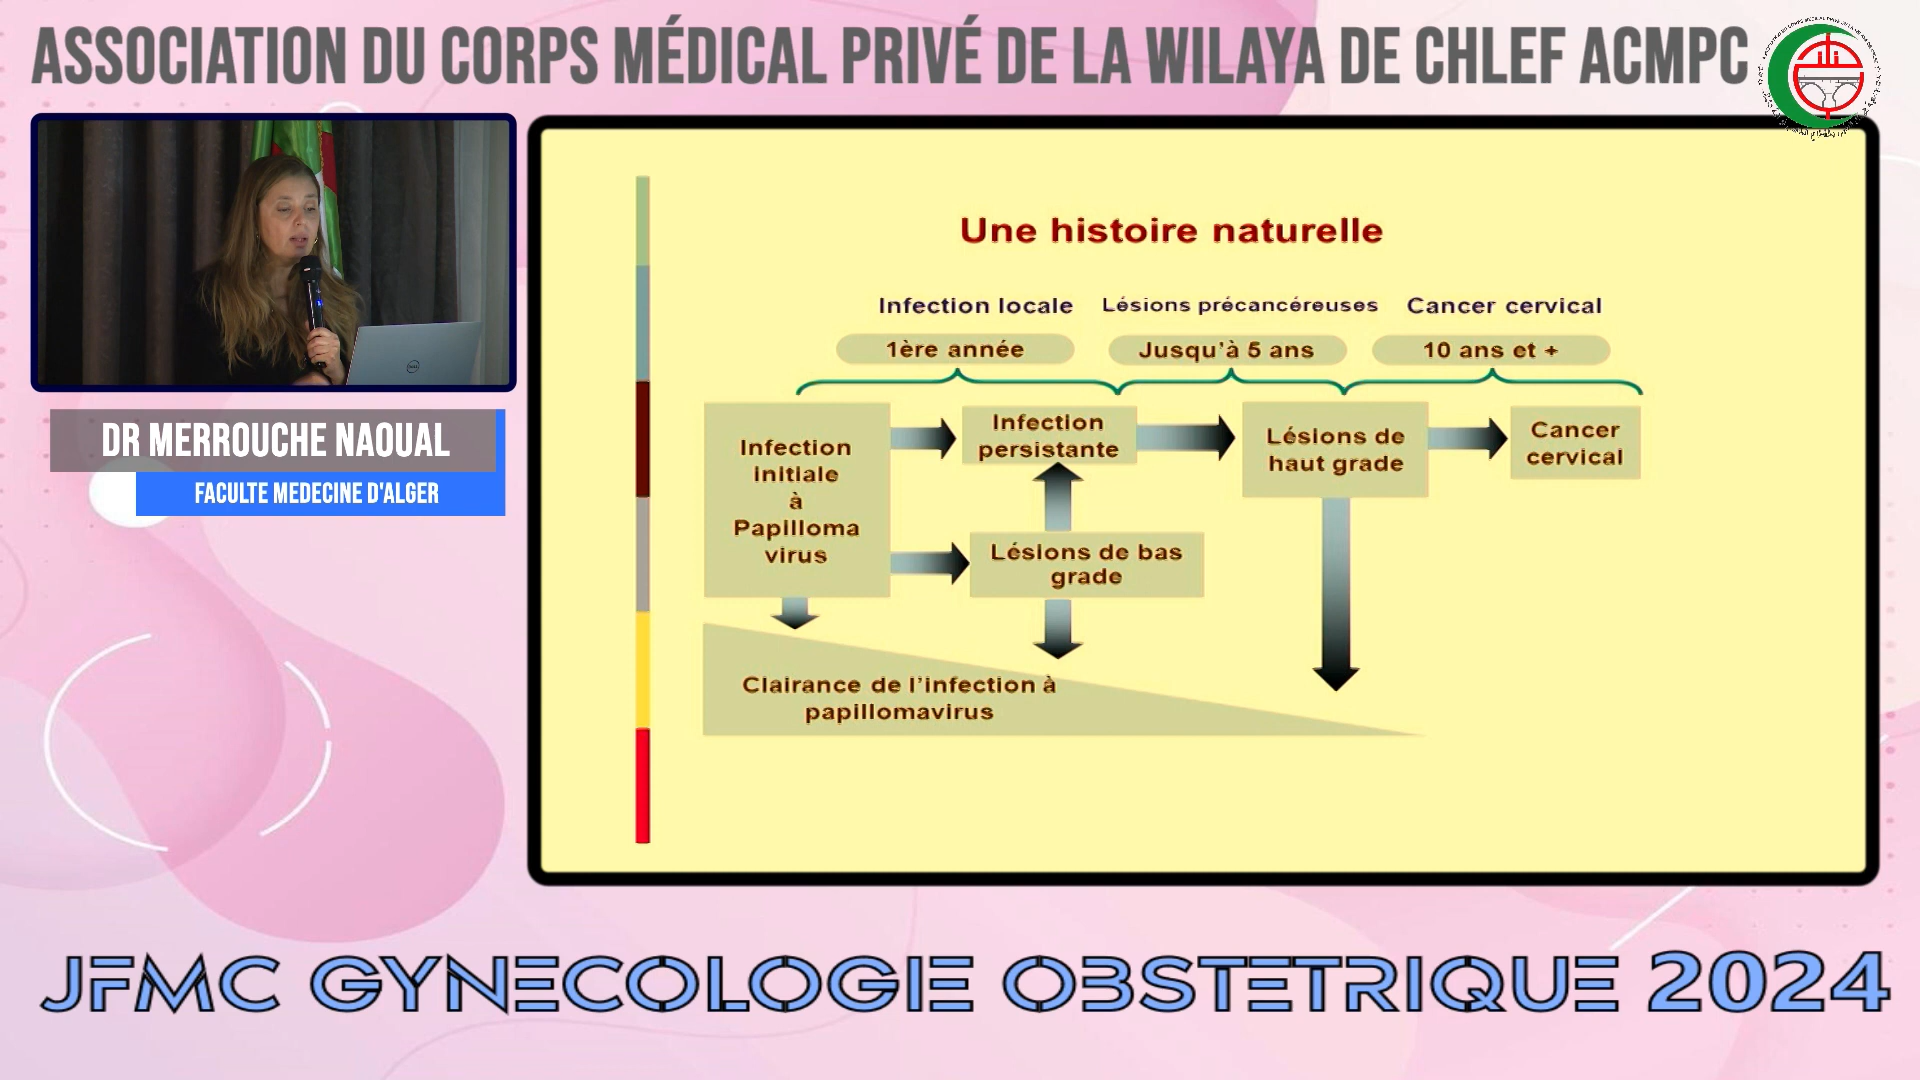 ASSOCIATION DU CORPS MÉDICAL PRIVÉ DE LA WILAYA DE CHLEF ACMPC
DR MERROUCHE NAOUAL
FACULTE MEDECINE D'ALGER
Une histoire naturelle
Infection locale
Lésions précancéreuses
Cancer cervical
1ère année
Jusqu'à 5 ans
10 ans et +
Infection
initiale
à
Papilloma
virus
Infection
persistante
Lésions de
haut grade
Cancer
cervical
Lésions de bas
grade
Clairance de l'infection à
papillomavirus
JFMC GYNECOLOGIE OBSTETRIQUE 2024